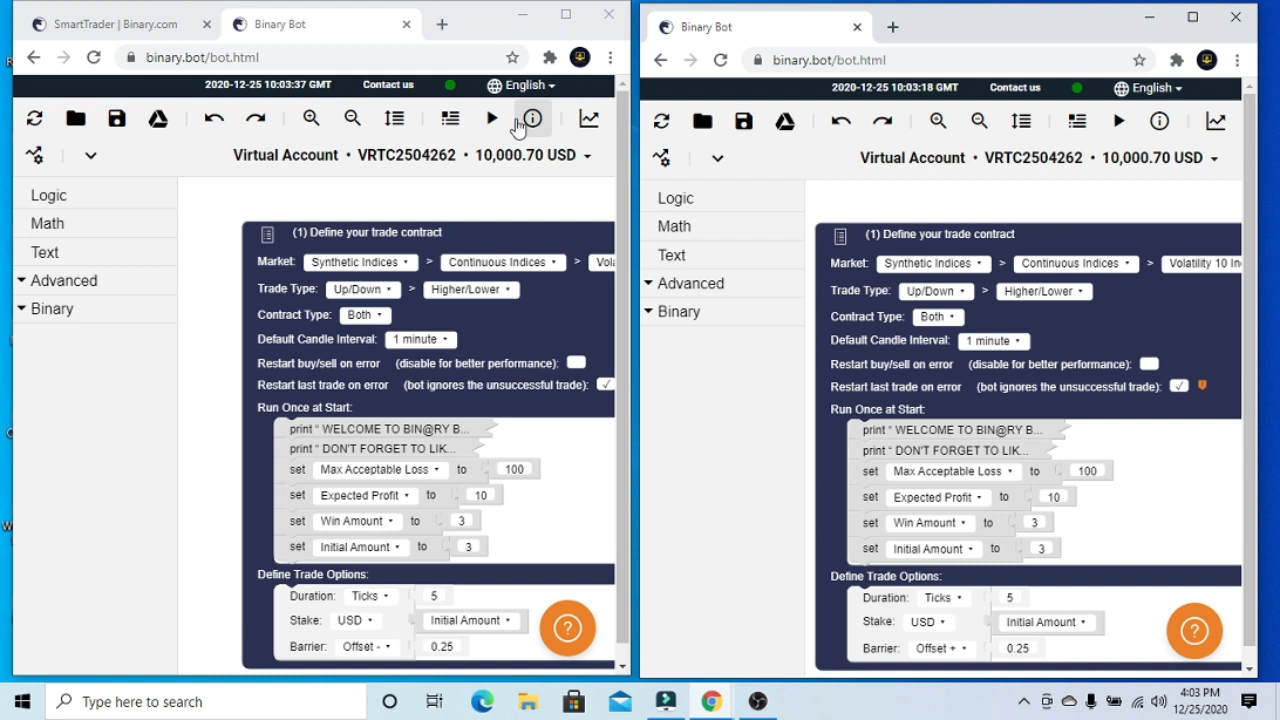 SmartTrader | Binary.com
Binary Bot
binary.bot/bot.html
2020-12-25 10:03:37 GMT
Contact us
English
Virtual Account • VRTC2504262 • 10,000.70 USD
Logic
Math
Text
Advanced
Binary
(1) Define your trade contract
Market: Synthetic Indices > Continuous Indices > Vola
Trade Type: Up/Down > Higher/Lower
Contract Type: Both
Default Candle Interval: 1 minute
Restart buy/sell on error (disable for better performance):
Restart last trade on error (bot ignores the unsuccessful trade): ✓
Run Once at Start:
print “ WELCOME TO BIN@RY B...
print “ DON'T FORGET TO LIK...
set Max Acceptable Loss to 100
set Expected Profit to 10
set Win Amount to 3
set Initial Amount to 3
Define Trade Options:
Duration: Ticks 5
Stake: USD Initial Amount
Barrier: Offset - 0.25
?
Binary Bot
binary.bot/bot.html
2020-12-25 10:03:18 GMT
Contact us
English
Virtual Account • VRTC2504262 • 10,000.70 USD
Logic
Math
Text
Advanced
Binary
(1) Define your trade contract
Market: Synthetic Indices > Continuous Indices > Volatility 10 In
Trade Type: Up/Down > Higher/Lower
Contract Type: Both
Default Candle Interval: 1 minute
Restart buy/sell on error (disable for better performance):
Restart last trade on error (bot ignores the unsuccessful trade): ✓
Run Once at Start:
print “ WELCOME TO BIN@RY B...
print “ DON'T FORGET TO LIK...
set Max Acceptable Loss to 100
set Expected Profit to 10
set Win Amount to 3
set Initial Amount to 3
Define Trade Options:
Duration: Ticks 5
Stake: USD Initial Amount
Barrier: Offset + 0.25
?
Type here to search
4:03 PM
12/25/2020